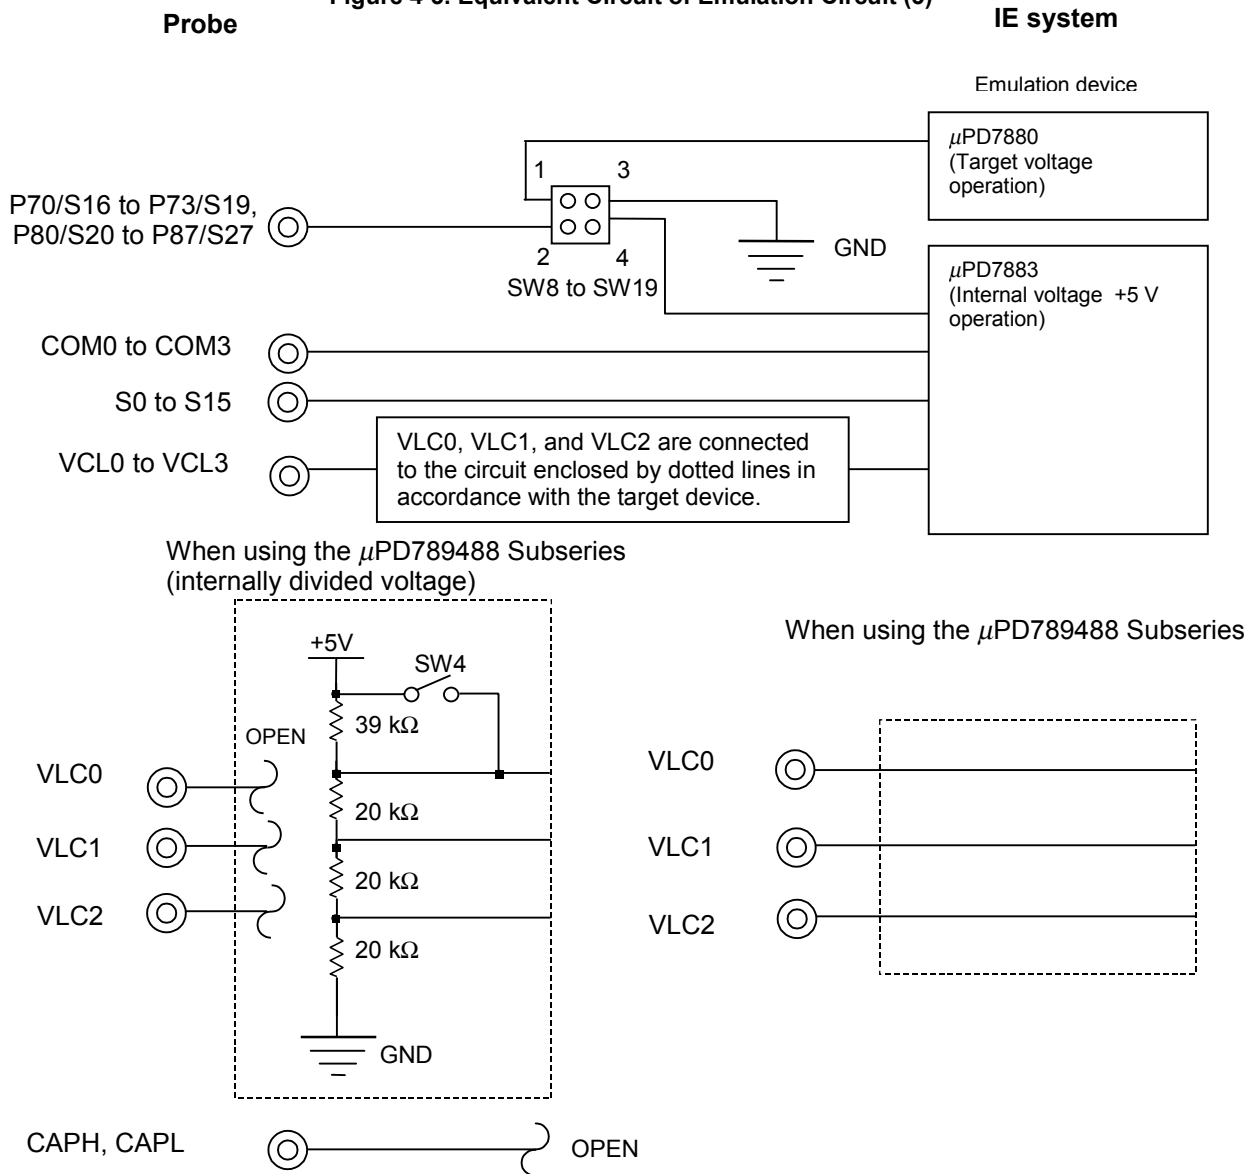 Figure 4-3. Equivalent Circuit of Emulation Circuit (3)
Probe
IE system
Emulation device
μPD7880
(Target voltage
operation)
1
3
P70/S16 to P73/S19,
P80/S20 to P87/S27
2
4
SW8 to SW19
GND
μPD7883
(Internal voltage +5 V
operation)
COM0 to COM3
S0 to S15
VCL0 to VCL3
VLC0, VLC1, and VLC2 are connected
to the circuit enclosed by dotted lines in
accordance with the target device.
When using the μPD789488 Subseries
(internally divided voltage)
+5V
SW4
39 kΩ
OPEN
VLC0
20 kΩ
VLC1
20 kΩ
VLC2
20 kΩ
GND
When using the μPD789488 Subseries
VLC0
VLC1
VLC2
CAPH, CAPL
OPEN